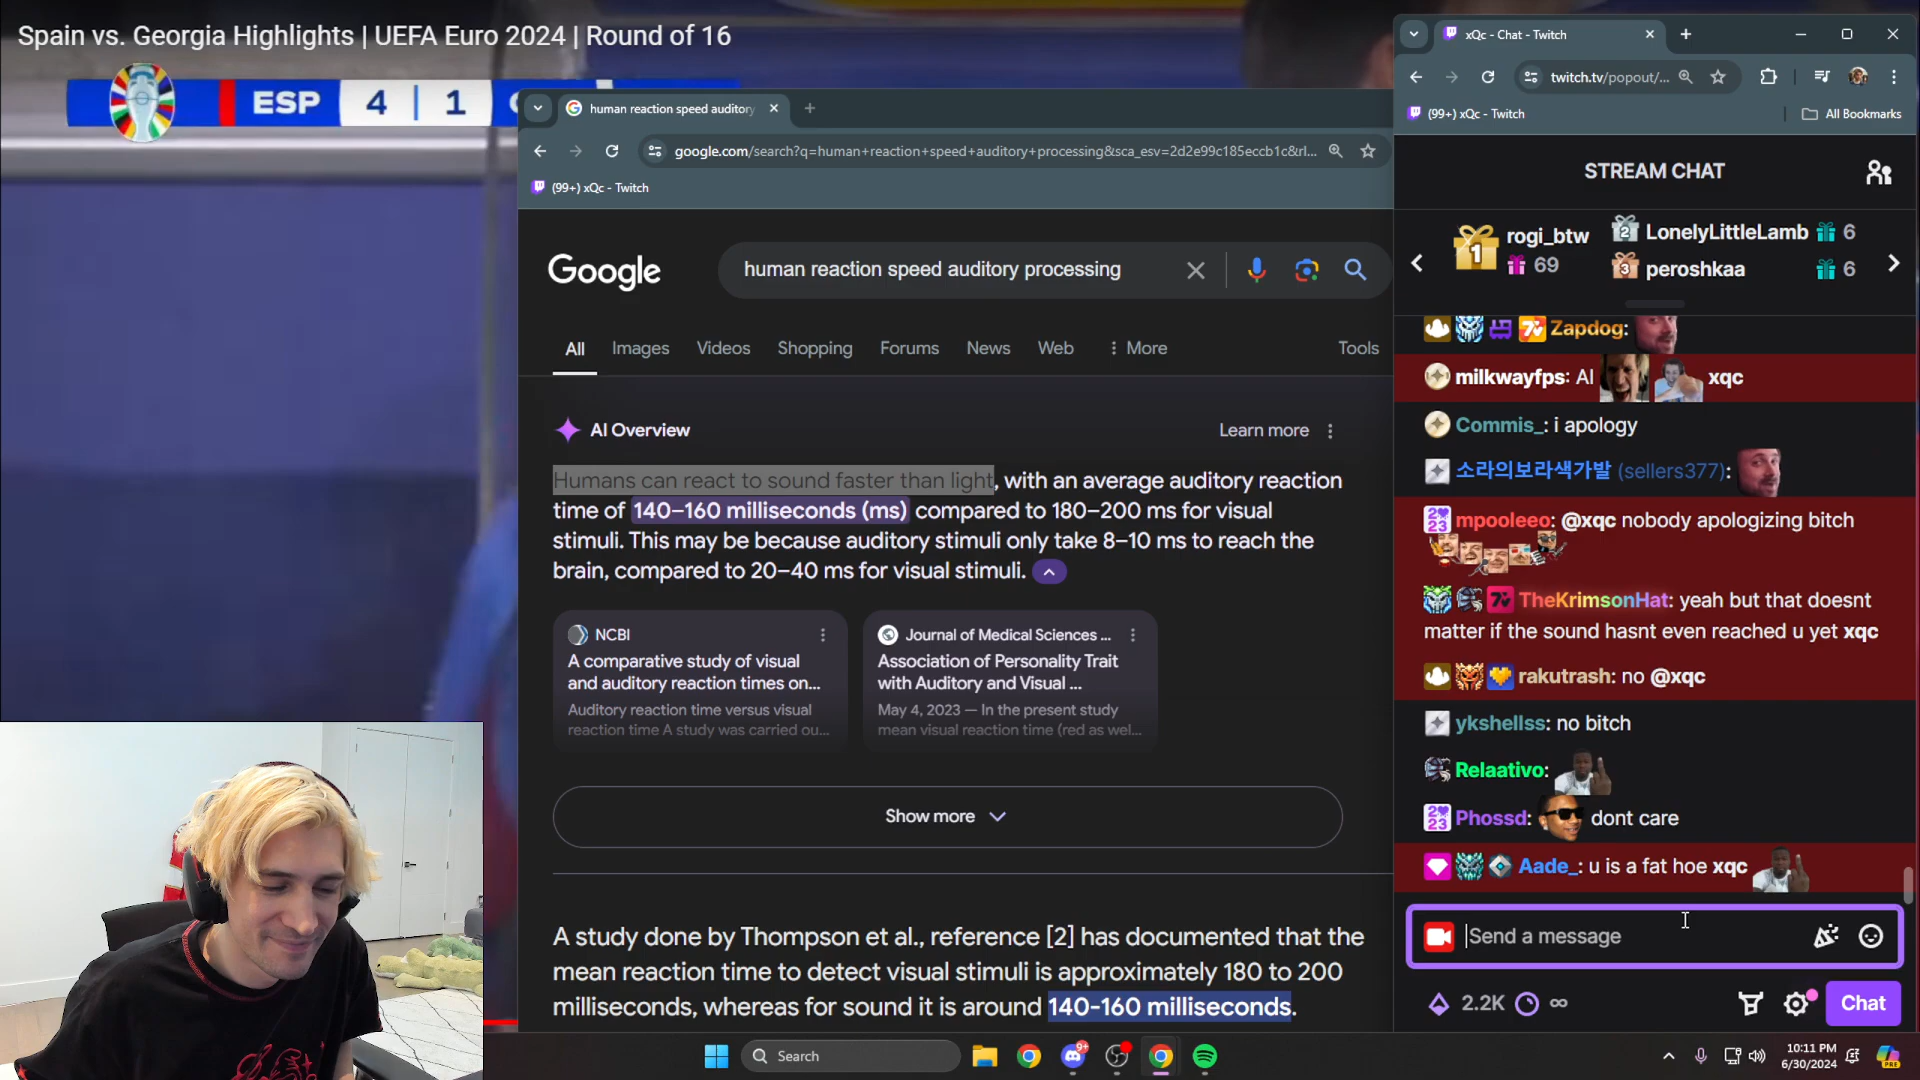 Spain vs. Georgia Highlights | UEFA Euro 2024 | Round of 16
ESP 4 | 1
human reaction speed auditory
google.com/search?q=human+reaction+speed+auditory+processing&sca_esv=2d2e99c185eccb1c&rl...
(99+) xQc - Twitch
Google
human reaction speed auditory processing
All Images Videos Shopping Forums News Web More Tools
AI Overview
Learn more
Humans can react to sound faster than light, with an average auditory reaction
time of 140–160 milliseconds (ms) compared to 180–200 ms for visual
stimuli. This may be because auditory stimuli only take 8–10 ms to reach the
brain, compared to 20–40 ms for visual stimuli.
NCBI
A comparative study of visual
and auditory reaction times on...
Auditory reaction time versus visual
reaction time A study was carried ou...
Journal of Medical Sciences ...
Association of Personality Trait
with Auditory and Visual ...
May 4, 2023 — In the present study
mean visual reaction time (red as wel...
Show more
A study done by Thompson et al., reference [2] has documented that the
mean reaction time to detect visual stimuli is approximately 180 to 200
milliseconds, whereas for sound it is around 140-160 milliseconds.
xQc - Chat - Twitch
twitch.tv/popout/...
(99+) xQc - Twitch
All Bookmarks
STREAM CHAT
1 rogi_btw 69
2 LonelyLittleLamb 6
3 peroshkaa 6
Zapdog:
milkwayfps: AI xqc
Commis_: i apology
소라의보라색가발 (sellers377):
mpooleeo: @xqc nobody apologizing bitch
TheKrimsonHat: yeah but that doesnt
matter if the sound hasnt even reached u yet xqc
rakutrash: no @xqc
ykshellss: no bitch
Relaativo:
Phossd: dont care
Aade_: u is a fat hoe xqc
Send a message
2.2K ∞
Chat
Search
9+
10:11 PM
6/30/2024
PRE